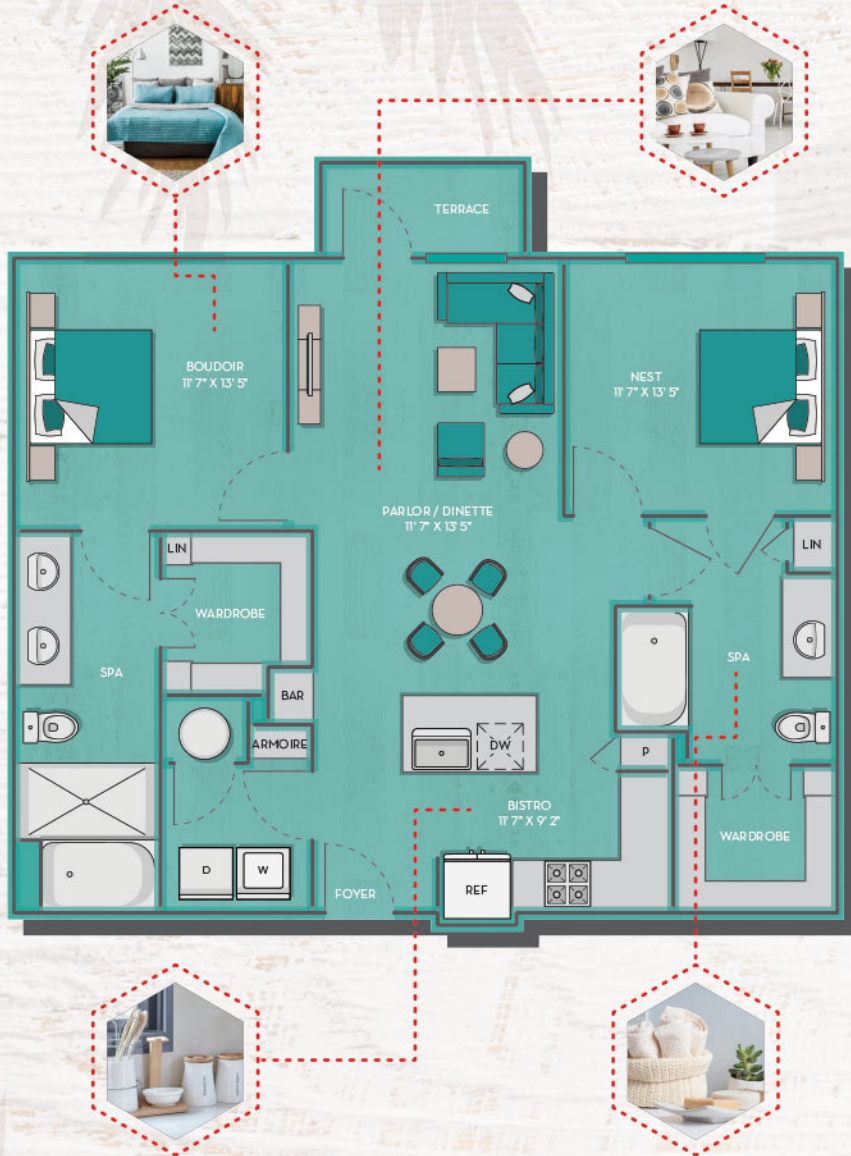 TERRACE
BOUDOIR
11' 7" X 13' 5"
NEST
11' 7" X 13' 5"
PARLOR / DINETTE
11' 7" X 13' 5"
LIN
LIN
WARDROBE
SPA
SPA
BAR
ARMOIRE
DW
P
BISTRO
11' 7" X 9' 2"
WARDROBE
D
W
FOYER
REF